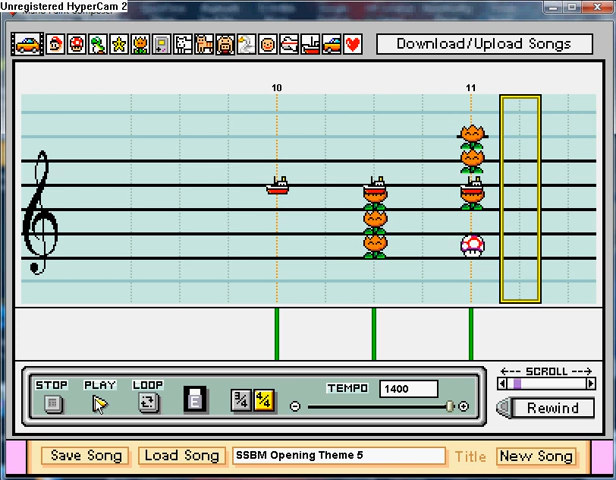 Unregistered HyperCam 2
Download/Upload Songs
10 11
STOP PLAY LOOP
E
3/4 4/4
TEMPO 1400
<-- SCROLL -->
Rewind
Save Song Load Song SSBM Opening Theme 5 Title New Song